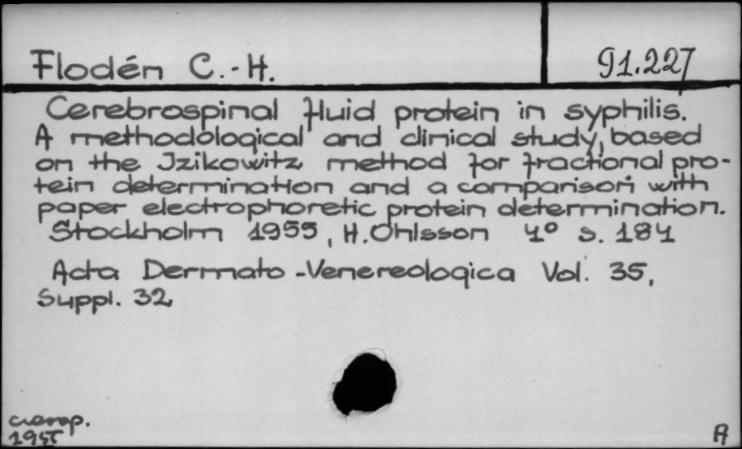 Flodén C.-H.
91.227
Cerebrospinal fluid protein in syphilis.
A methodological and clinical study, based
on the Izikowitz method for fractional pro-
tein determination and a comparison with
paper electrophoretic protein determination.
Stockholm 1955, H. Ohlsson 4° s. 184
Acta Dermato-Venereologica Vol. 35,
Suppl. 32
1955
A